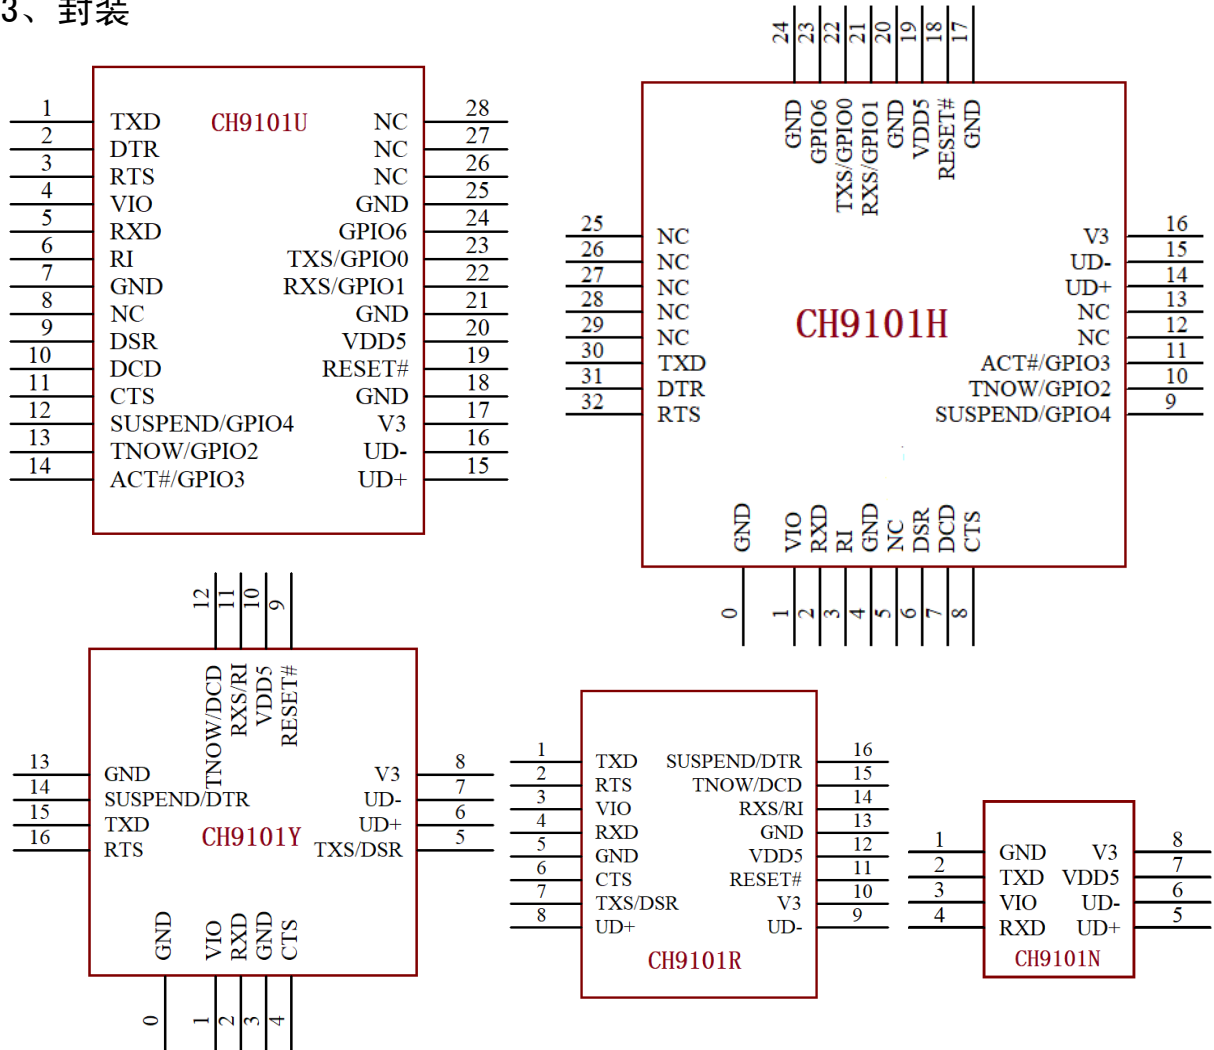 3、封装
CH9101U
1 TXD NC 28
2 DTR NC 27
3 RTS NC 26
4 VIO GND 25
5 RXD GPIO6 24
6 RI TXS/GPIO0 23
7 GND RXS/GPIO1 22
8 NC GND 21
9 DSR VDD5 20
10 DCD RESET# 19
11 CTS GND 18
12 SUSPEND/GPIO4 V3 17
13 TNOW/GPIO2 UD- 16
14 ACT#/GPIO3 UD+ 15
24 23 22 21 20 19 18 17
GND GPIO6 TXS/GPIO0 RXS/GPIO1 GND VDD5 RESET# GND
25 NC V3 16
26 NC UD- 15
27 NC UD+ 14
28 NC NC 13
29 NC NC 12
30 TXD ACT#/GPIO3 11
31 DTR TNOW/GPIO2 10
32 RTS SUSPEND/GPIO4 9
CH9101H
GND VIO RXD RI GND NC DSR DCD CTS
0 1 2 3 4 5 6 7 8
12 11 10 9
TNOW/DCD RXS/RI VDD5 RESET#
13 GND V3 8
14 SUSPEND/DTR UD- 7
15 TXD UD+ 6
16 RTS TXS/DSR 5
CH9101Y
GND VIO RXD GND CTS
0 1 2 3 4
1 TXD SUSPEND/DTR 16
2 RTS TNOW/DCD 15
3 VIO RXS/RI 14
4 RXD GND 13
5 GND VDD5 12
6 CTS RESET# 11
7 TXS/DSR V3 10
8 UD+ UD- 9
CH9101R
1 GND V3 8
2 TXD VDD5 7
3 VIO UD- 6
4 RXD UD+ 5
CH9101N